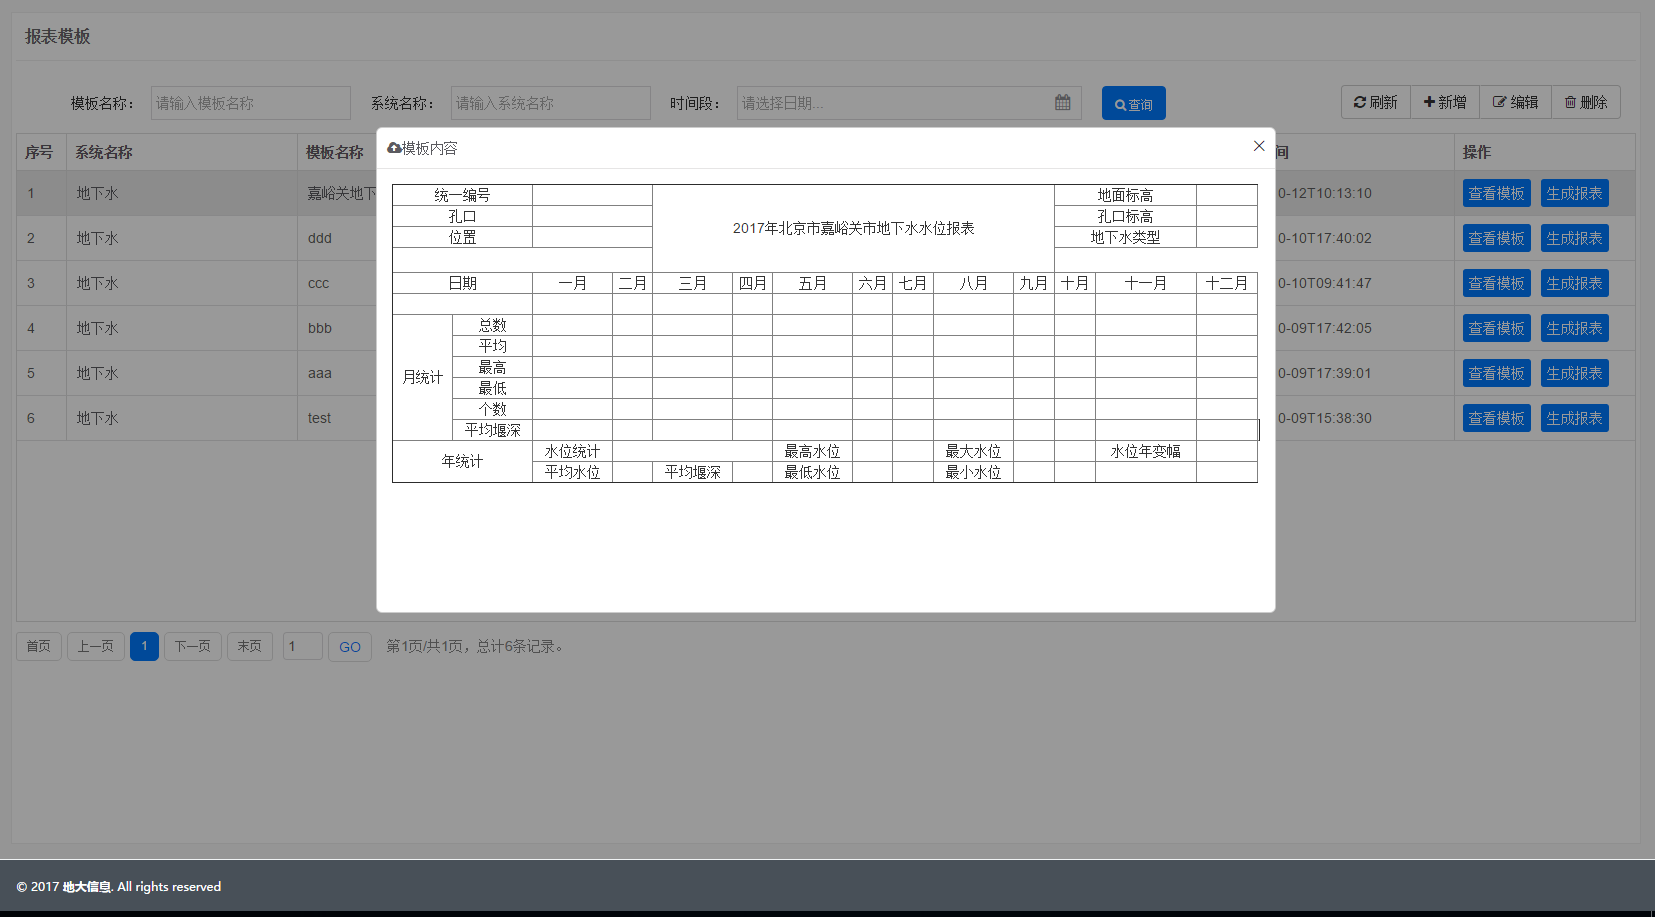 报表模板
模板名称： 请输入模板名称 系统名称： 请输入系统名称 时间段： 请选择日期... 查询 刷新 新增 编辑 删除
序号 系统名称 模板名称 间 操作
1 地下水 嘉峪关地下 0-12T10:13:10 查看模板 生成报表
2 地下水 ddd 0-10T17:40:02 查看模板 生成报表
3 地下水 ccc 0-10T09:41:47 查看模板 生成报表
4 地下水 bbb 0-09T17:42:05 查看模板 生成报表
5 地下水 aaa 0-09T17:39:01 查看模板 生成报表
6 地下水 test 0-09T15:38:30 查看模板 生成报表
模板内容
统一编号 地面标高
孔口 孔口标高
2017年北京市嘉峪关市地下水水位报表
位置 地下水类型
日期 一月 二月 三月 四月 五月 六月 七月 八月 九月 十月 十一月 十二月
月统计
总数
平均
最高
最低
个数
平均堰深
年统计
水位统计 最高水位 最大水位 水位年变幅
平均水位 平均堰深 最低水位 最小水位
首页 上一页 1 下一页 末页 1 GO 第1页/共1页，总计6条记录。
© 2017 地大信息. All rights reserved